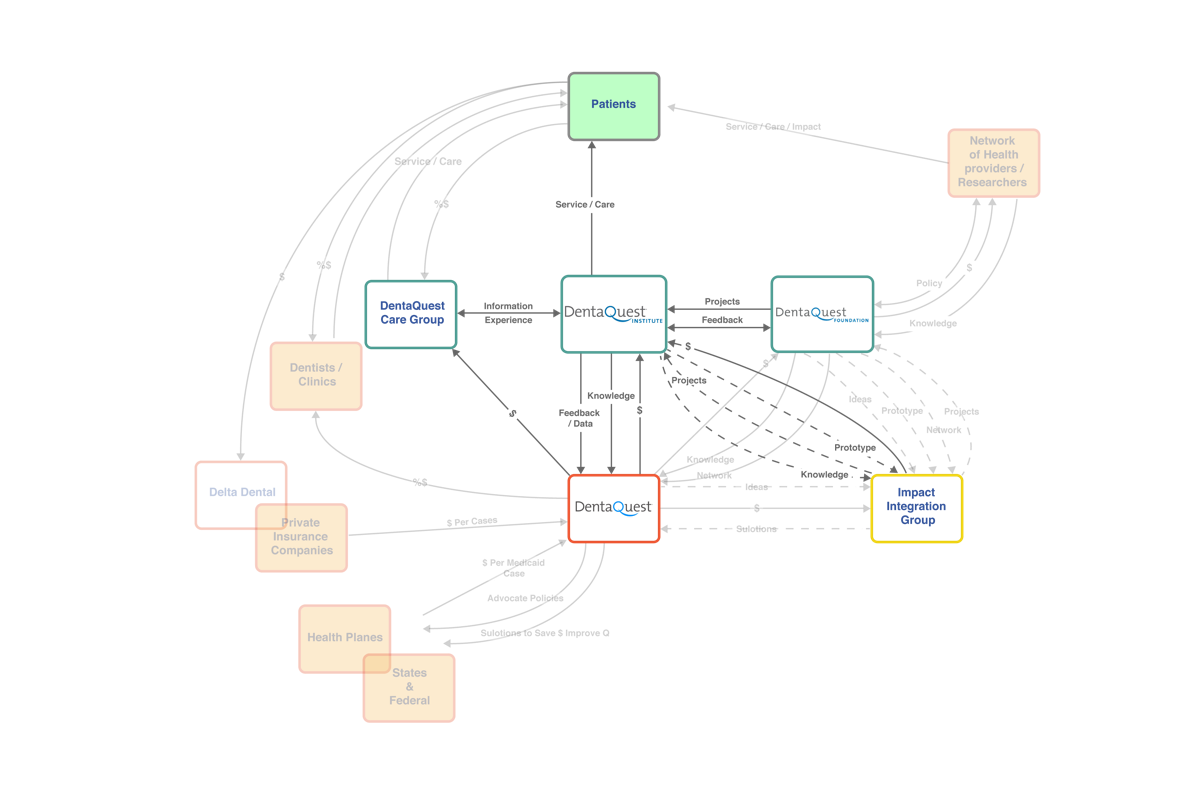 Patients
Service / Care / Impact
Network
of Health
providers /
Researchers
Service / Care
%$
Service / Care
$
%$
Policy
$
Knowledge
DentaQuest
Care Group
Information
Experience
DentaQuest
INSTITUTE
Projects
Feedback
DentaQuest
FOUNDATION
Dentists /
Clinics
$
$
Projects
Knowledge
Feedback
/ Data
$
$
Ideas
Prototype
Projects
Network
Prototype
Knowledge
Network
Knowledge
%$
Ideas
$
Sulotions
Delta Dental
Private
Insurance
Companies
$ Per Cases
DentaQuest
Impact
Integration
Group
$ Per Medicaid
Case
Advocate Policies
Sulotions to Save $ Improve Q
Health Planes
States
&
Federal